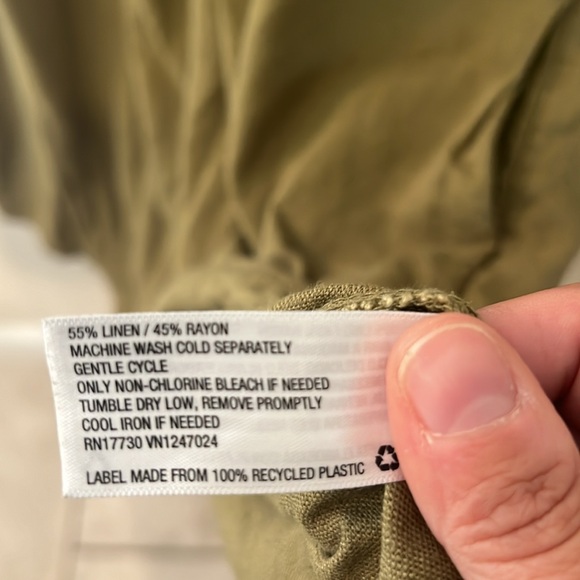 55% LINEN / 45% RAYON
MACHINE WASH COLD SEPARATELY
GENTLE CYCLE
ONLY NON-CHLORINE BLEACH IF NEEDED
TUMBLE DRY LOW, REMOVE PROMPTLY
COOL IRON IF NEEDED
RN17730 VN1247024
LABEL MADE FROM 100% RECYCLED PLASTIC